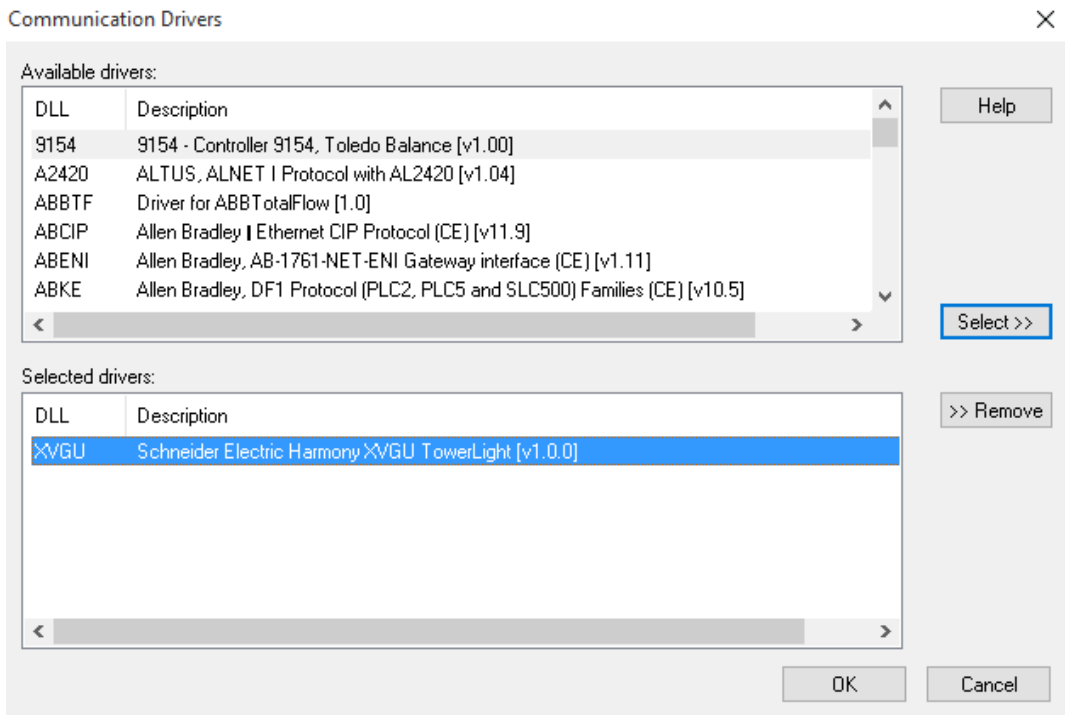 Communication Drivers
Available drivers:
DLL Description
9154 9154 - Controller 9154, Toledo Balance [v1.00]
A2420 ALTUS, ALNET I Protocol with AL2420 [v1.04]
ABBTF Driver for ABBTotalFlow [1.0]
ABCIP Allen Bradley | Ethernet CIP Protocol (CE) [v11.9]
ABENI Allen Bradley, AB-1761-NET-ENI Gateway interface (CE) [v1.11]
ABKE Allen Bradley, DF1 Protocol (PLC2, PLC5 and SLC500) Families (CE) [v10.5]
Help
Select >>
Selected drivers:
DLL Description
XVGU Schneider Electric Harmony XVGU TowerLight [v1.0.0]
>> Remove
OK
Cancel